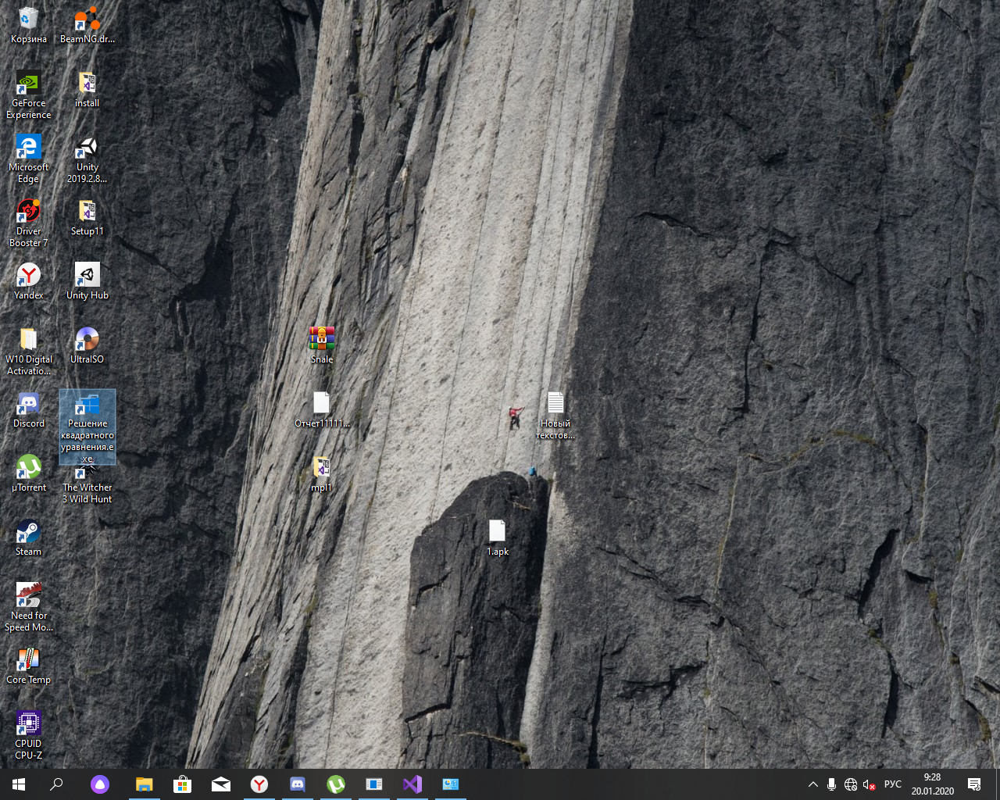 Корзина
BeamNG.dr...
GeForce
Experience
install
Microsoft
Edge
Unity
2019.2.8...
Driver
Booster 7
Setup11
Yandex
Unity Hub
W10 Digital
Activatio...
UltraISO
Discord
Решение
квадратного
уравнения.e
xe
µTorrent
The Witcher
3 Wild Hunt
Steam
Need for
Speed Mo...
Core Temp
CPUID
CPU-Z
Snale
Отчет11111...
mpl1
1.apk
Новый
текстов...
РУС
9:28
20.01.2020